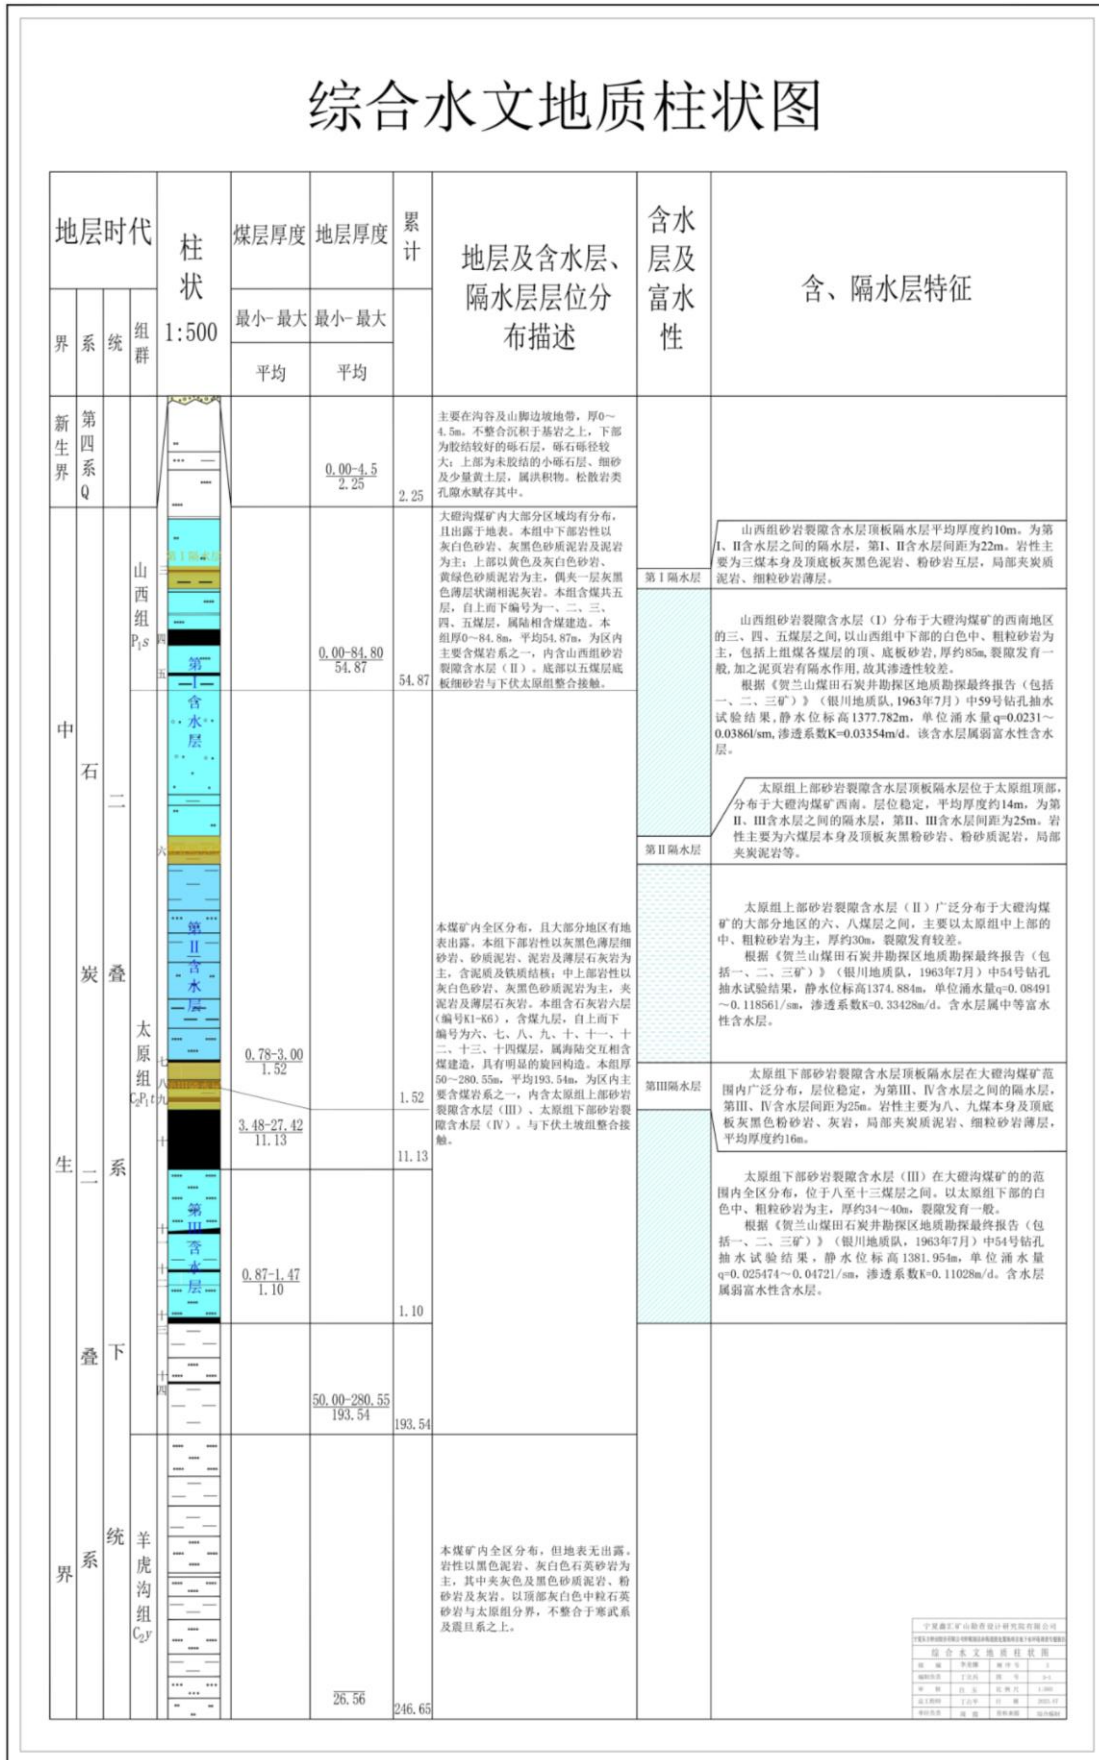 综合水文地质柱状图
地层时代
界
系
统
组群
柱状
1:500
煤层厚度
最小-最大
平均
地层厚度
最小-最大
平均
累计
地层及含水层、
隔水层层位分
布描述
含水
层及
富水
性
含、隔水层特征
新生界
第四系Q
0.00-4.5
2.25
2.25
主要在沟谷及山脚边坡地带，厚0～
4.5m。不整合沉积于基岩之上，下部
为胶结较好的砾石层，砾石砾径较
大；上部为未胶结的小砾石层、细砂
及少量黄土层，属洪积物。松散岩类
孔隙水赋存其中。
中生界
石炭二叠系
二叠系下统
山西组
P₁s
第Ⅰ隔水层
三
四
五
第Ⅰ含水层
0.00-84.80
54.87
54.87
大磴沟煤矿内大部分区域均有分布，
且出露于地表。本组中下部岩性以
灰白色砂岩、灰黑色砂质泥岩及泥岩
为主；上部以黄色及灰白色砂岩、
黄绿色砂质泥岩为主，偶夹一层灰黑
色薄层状湖相泥灰岩。本组含煤共五
层，自上而下编号为一、二、三、
四、五煤层，属陆相含煤建造。本
组厚0～84.8m，平均54.87m，为区内
主要含煤岩系之一，内含山西组砂岩
裂隙含水层（II）。底部以五煤层底
板细砂岩与下伏太原组整合接触。
第Ⅰ隔水层
山西组砂岩裂隙含水层顶板隔水层平均厚度约10m。为第
I、II含水层之间的隔水层，第I、II含水层间距为22m。岩性主
要为三煤本身及顶板灰黑色泥岩、粉砂岩互层，局部夹炭质
泥岩、细粒砂岩薄层。
山西组砂岩裂隙含水层（I）分布于大磴沟煤矿的西南地区
的三、四、五煤层之间，以山西组中下部的白色中、粗粒砂岩为
主，包括上组煤各煤层的顶、底板砂岩，厚约85m，裂隙发育一
般，加之泥页岩有隔水作用，故其渗透性较差。
根据《贺兰山煤田石炭井勘探区地质勘探最终报告（包括
一、二、三矿）》（银川地质队，1963年7月）中59号钻孔抽水
试验结果，静水位标高1377.782m，单位涌水量q=0.0231～
0.0386l/sm，渗透系数K=0.03354m/d。该含水层属弱富水性含水
层。
六
第Ⅱ隔水层
太原组上部砂岩裂隙含水层顶板隔水层位于太原组顶部，
分布于大磴沟煤矿西南。层位稳定，平均厚度约14m，为第
II、III含水层之间的隔水层，第II、III含水层间距为25m。岩
性主要为六煤层本身及顶板灰黑粉砂岩、粉砂质泥岩，局部
夹炭泥岩等。
太原组
C₂P₁t
第Ⅱ含水层
七
八
九
十
0.78-3.00
1.52
1.52
3.48-27.42
11.13
11.13
本煤矿内全区分布，且大部分地区有地
表出露。本组下部岩性以灰黑色薄层细
砂岩、砂质泥岩、泥岩及薄层石灰岩为
主，含泥质及铁质结核；中上部岩性以
灰白色砂岩、灰黑色砂质泥岩为主，夹
泥岩及薄层石灰岩。本组含石灰岩六层
（编号K1-K6），含煤九层，自上而下
编号为六、七、八、九、十、十一、十
二、十三、十四煤层，属海陆交互相含
煤建造，具有明显的旋回构造。本组厚
50～280.55m，平均193.54m，为区内主
要含煤岩系之一，内含太原组上部砂岩
裂隙含水层（III）、太原组下部砂岩裂
隙含水层（IV）。与下伏土坡组整合接
触。
太原组上部砂岩裂隙含水层（II）广泛分布于大磴沟煤
矿的大部分地区的六、八煤层之间，主要以太原组中上部的
中、粗粒砂岩为主，厚约30m，裂隙发育较差。
根据《贺兰山煤田石炭井勘探区地质勘探最终报告（包
括一、二、三矿）》（银川地质队，1963年7月）中54号钻孔
抽水试验结果，静水位标高1374.884m，单位涌水量q=0.08491
～0.118561/sm，渗透系数K=0.33428m/d。含水层属中等富水
性含水层。
第III隔水层
太原组下部砂岩裂隙含水层顶板隔水层在大磴沟煤矿范
围内广泛分布，层位稳定，为第III、IV含水层之间的隔水层，
第III、IV含水层间距为25m。岩性主要为八、九煤本身及顶底
板灰黑色粉砂岩、灰岩，局部夹炭质泥岩、细粒砂岩薄层，
平均厚度约16m。
第III含水层
十一
十二
十三
十四
0.87-1.47
1.10
1.10
太原组下部砂岩裂隙含水层（III）在大磴沟煤矿的的范
围内全区分布，位于八至十三煤层之间。以太原组下部的白
色中、粗粒砂岩为主，厚约34～40m，裂隙发育一般。
根据《贺兰山煤田石炭井勘探区地质勘探最终报告（包
括一、二、三矿）》（银川地质队，1963年7月）中54号钻孔
抽水试验结果，静水位标高1381.954m，单位涌水量
q=0.025474～0.04721/sm，渗透系数K=0.11028m/d。含水层
属弱富水性含水层。
50.00-280.55
193.54
193.54
羊虎沟组
C₂y
本煤矿内全区分布，但地表无出露。
岩性以黑色泥岩、灰白色石英砂岩为
主，其中夹灰色及黑色砂质泥岩、粉
砂岩及灰岩。以顶部灰白色中粒石英
砂岩与太原组分界，不整合于寒武系
及震旦系之上。
26.56
246.65
宁夏鑫汇矿山勘查设计研究院有限公司
综合水文地质柱状图